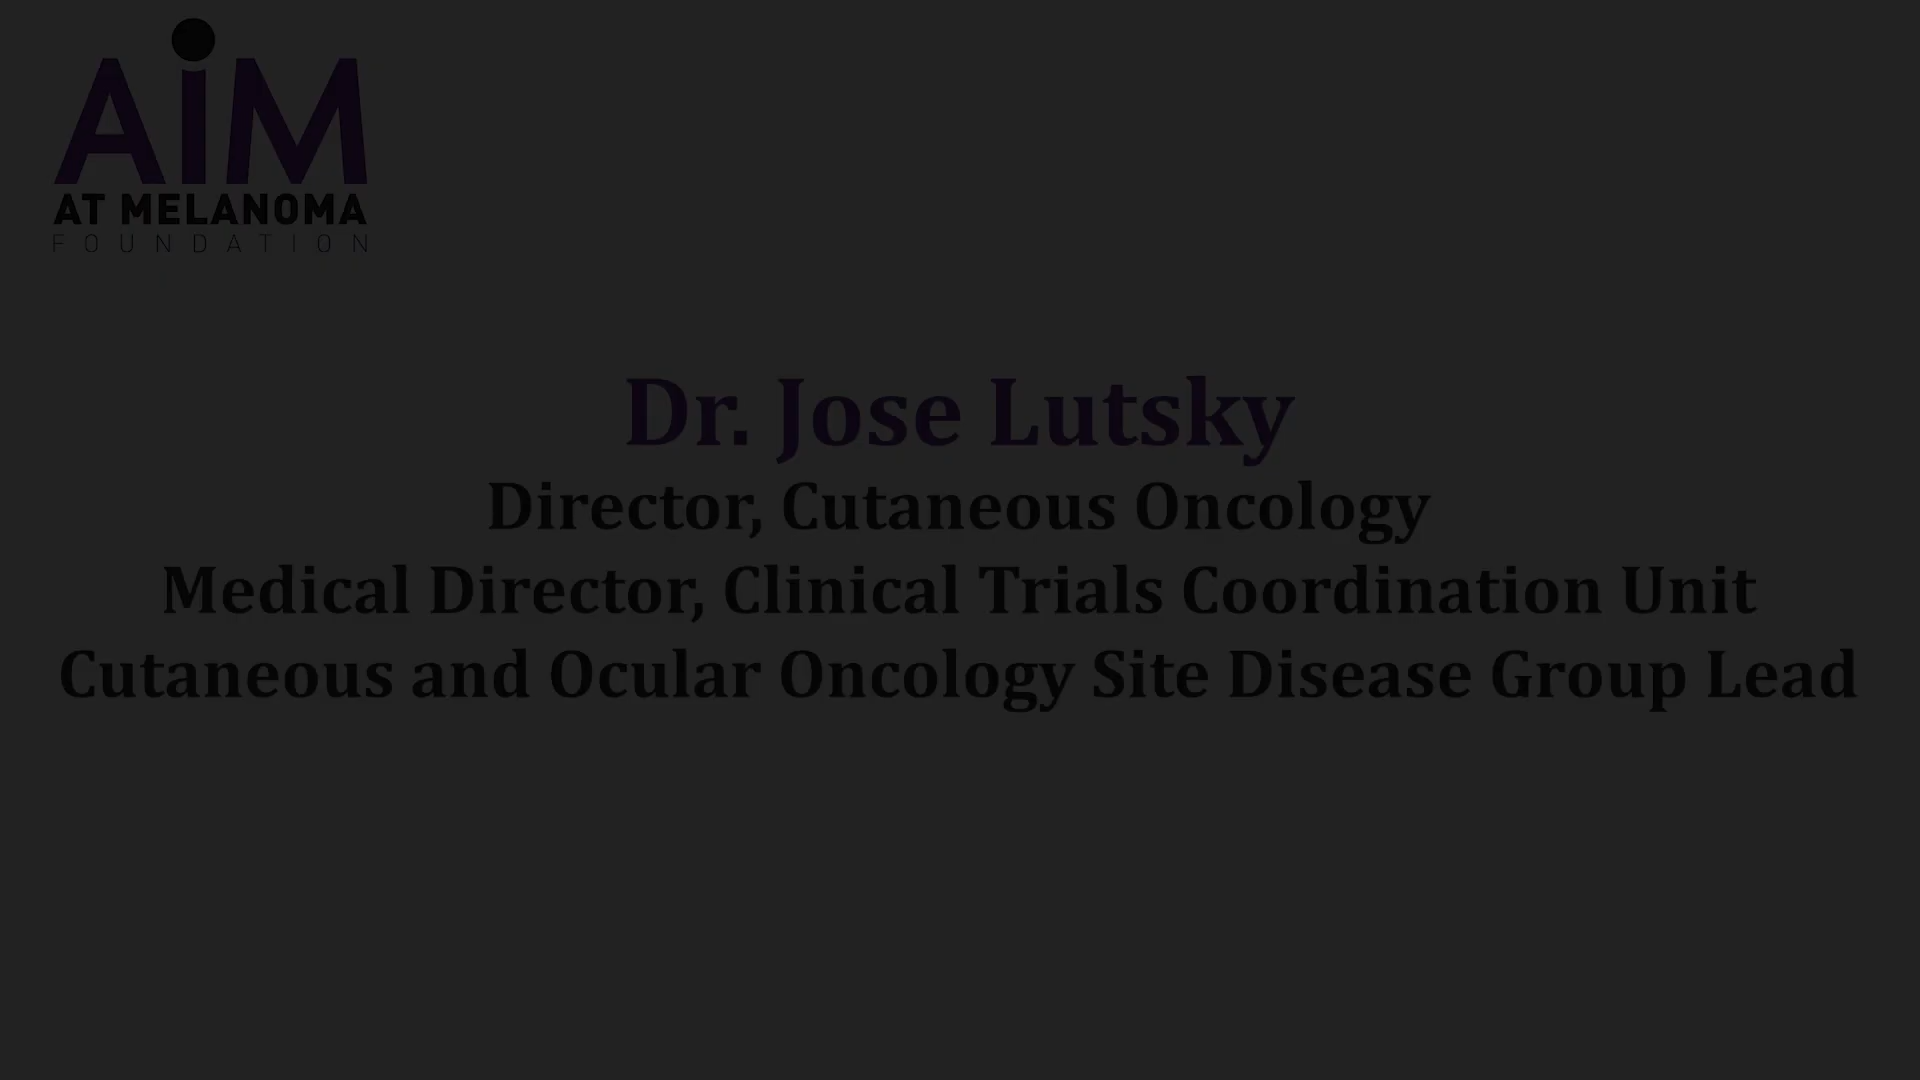 AiM
AT MELANOMA
FOUNDATION
Dr. Jose Lutsky
Director, Cutaneous Oncology
Medical Director, Clinical Trials Coordination Unit
Cutaneous and Ocular Oncology Site Disease Group Lead